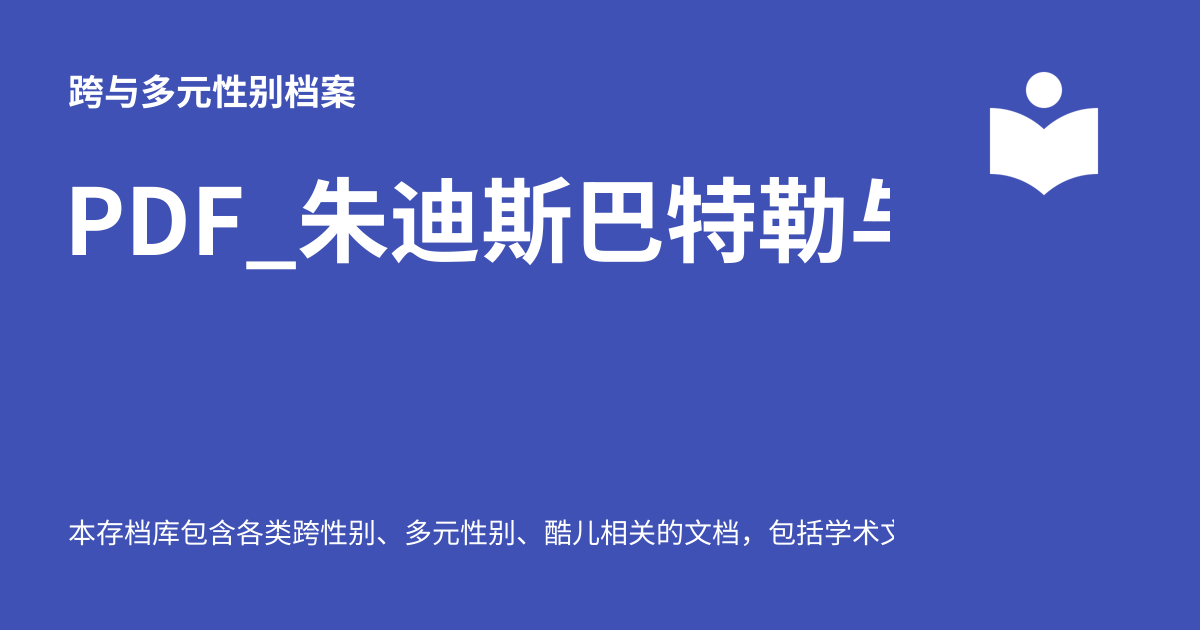 跨与多元性别档案
PDF_朱迪斯巴特勒与
本存档库包含各类跨性别、多元性别、酷儿相关的文档，包括学术文